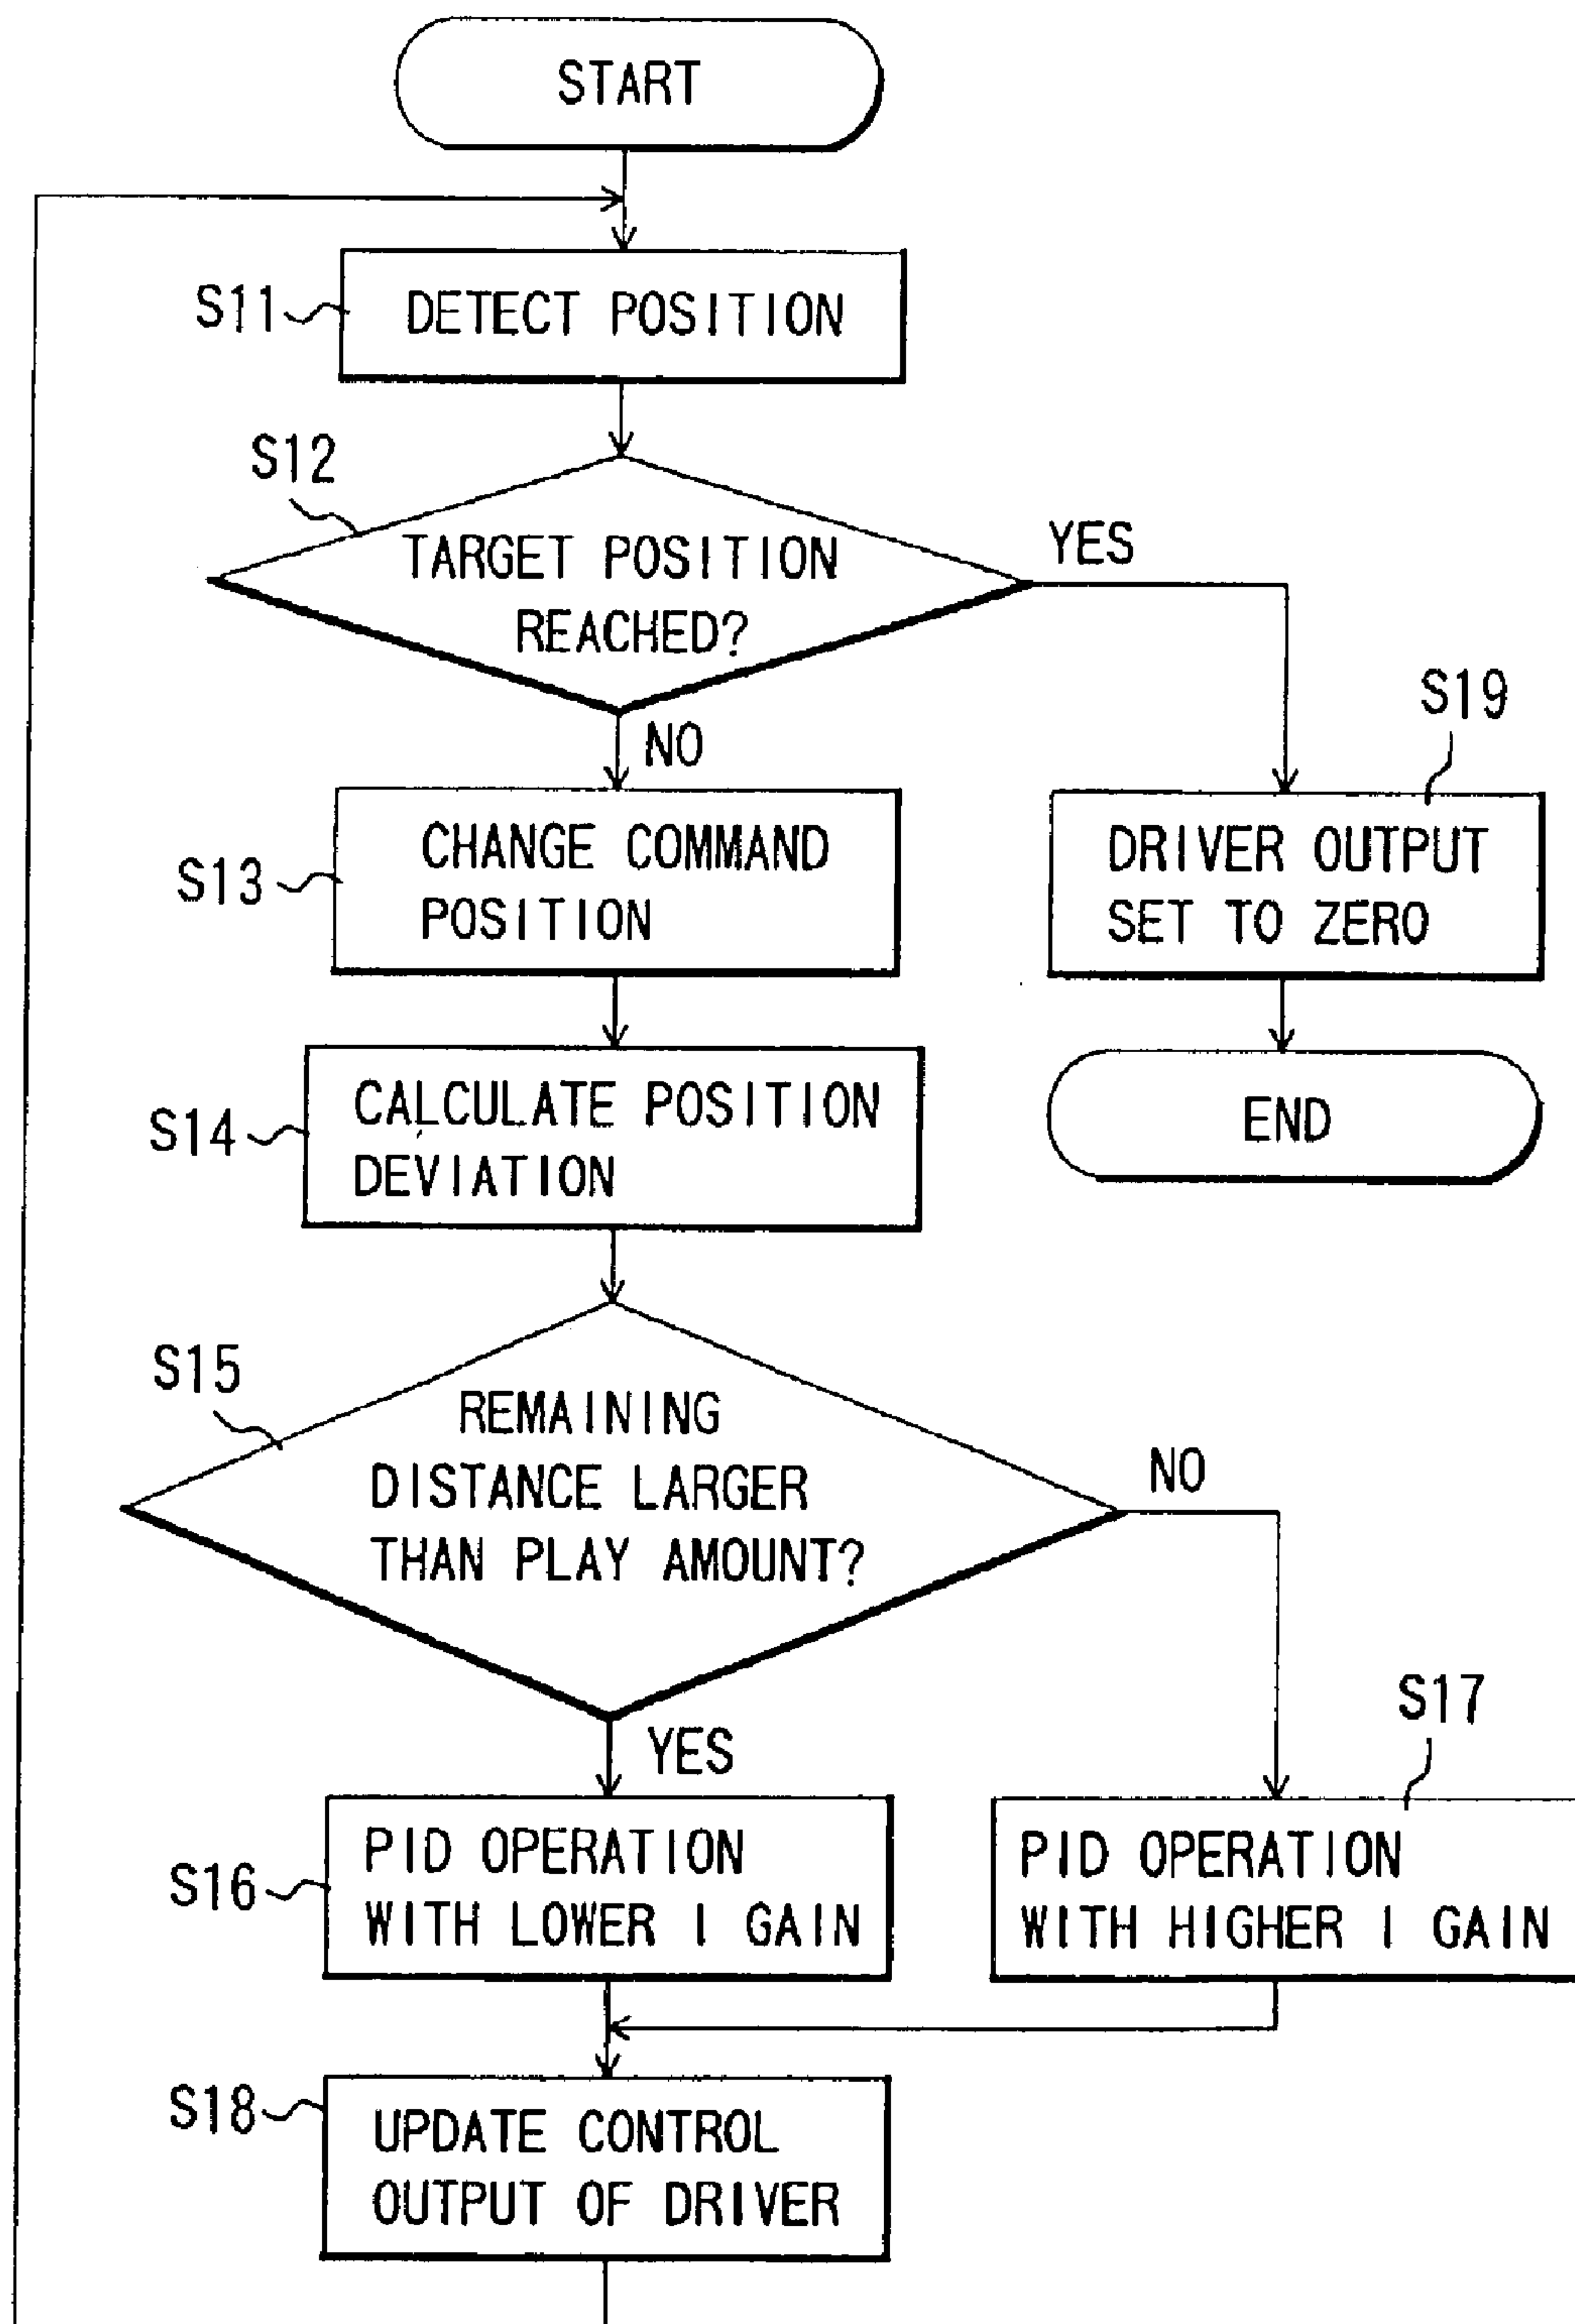 START
S11
DETECT POSITION
S12
TARGET POSITION
REACHED?
YES
NO
S19
S13
CHANGE COMMAND
POSITION
DRIVER OUTPUT
SET TO ZERO
S14
CALCULATE POSITION
DEVIATION
END
S15
REMAINING
DISTANCE LARGER
THAN PLAY AMOUNT?
NO
YES
S17
S16
PID OPERATION
WITH LOWER I GAIN
PID OPERATION
WITH HIGHER I GAIN
S18
UPDATE CONTROL
OUTPUT OF DRIVER